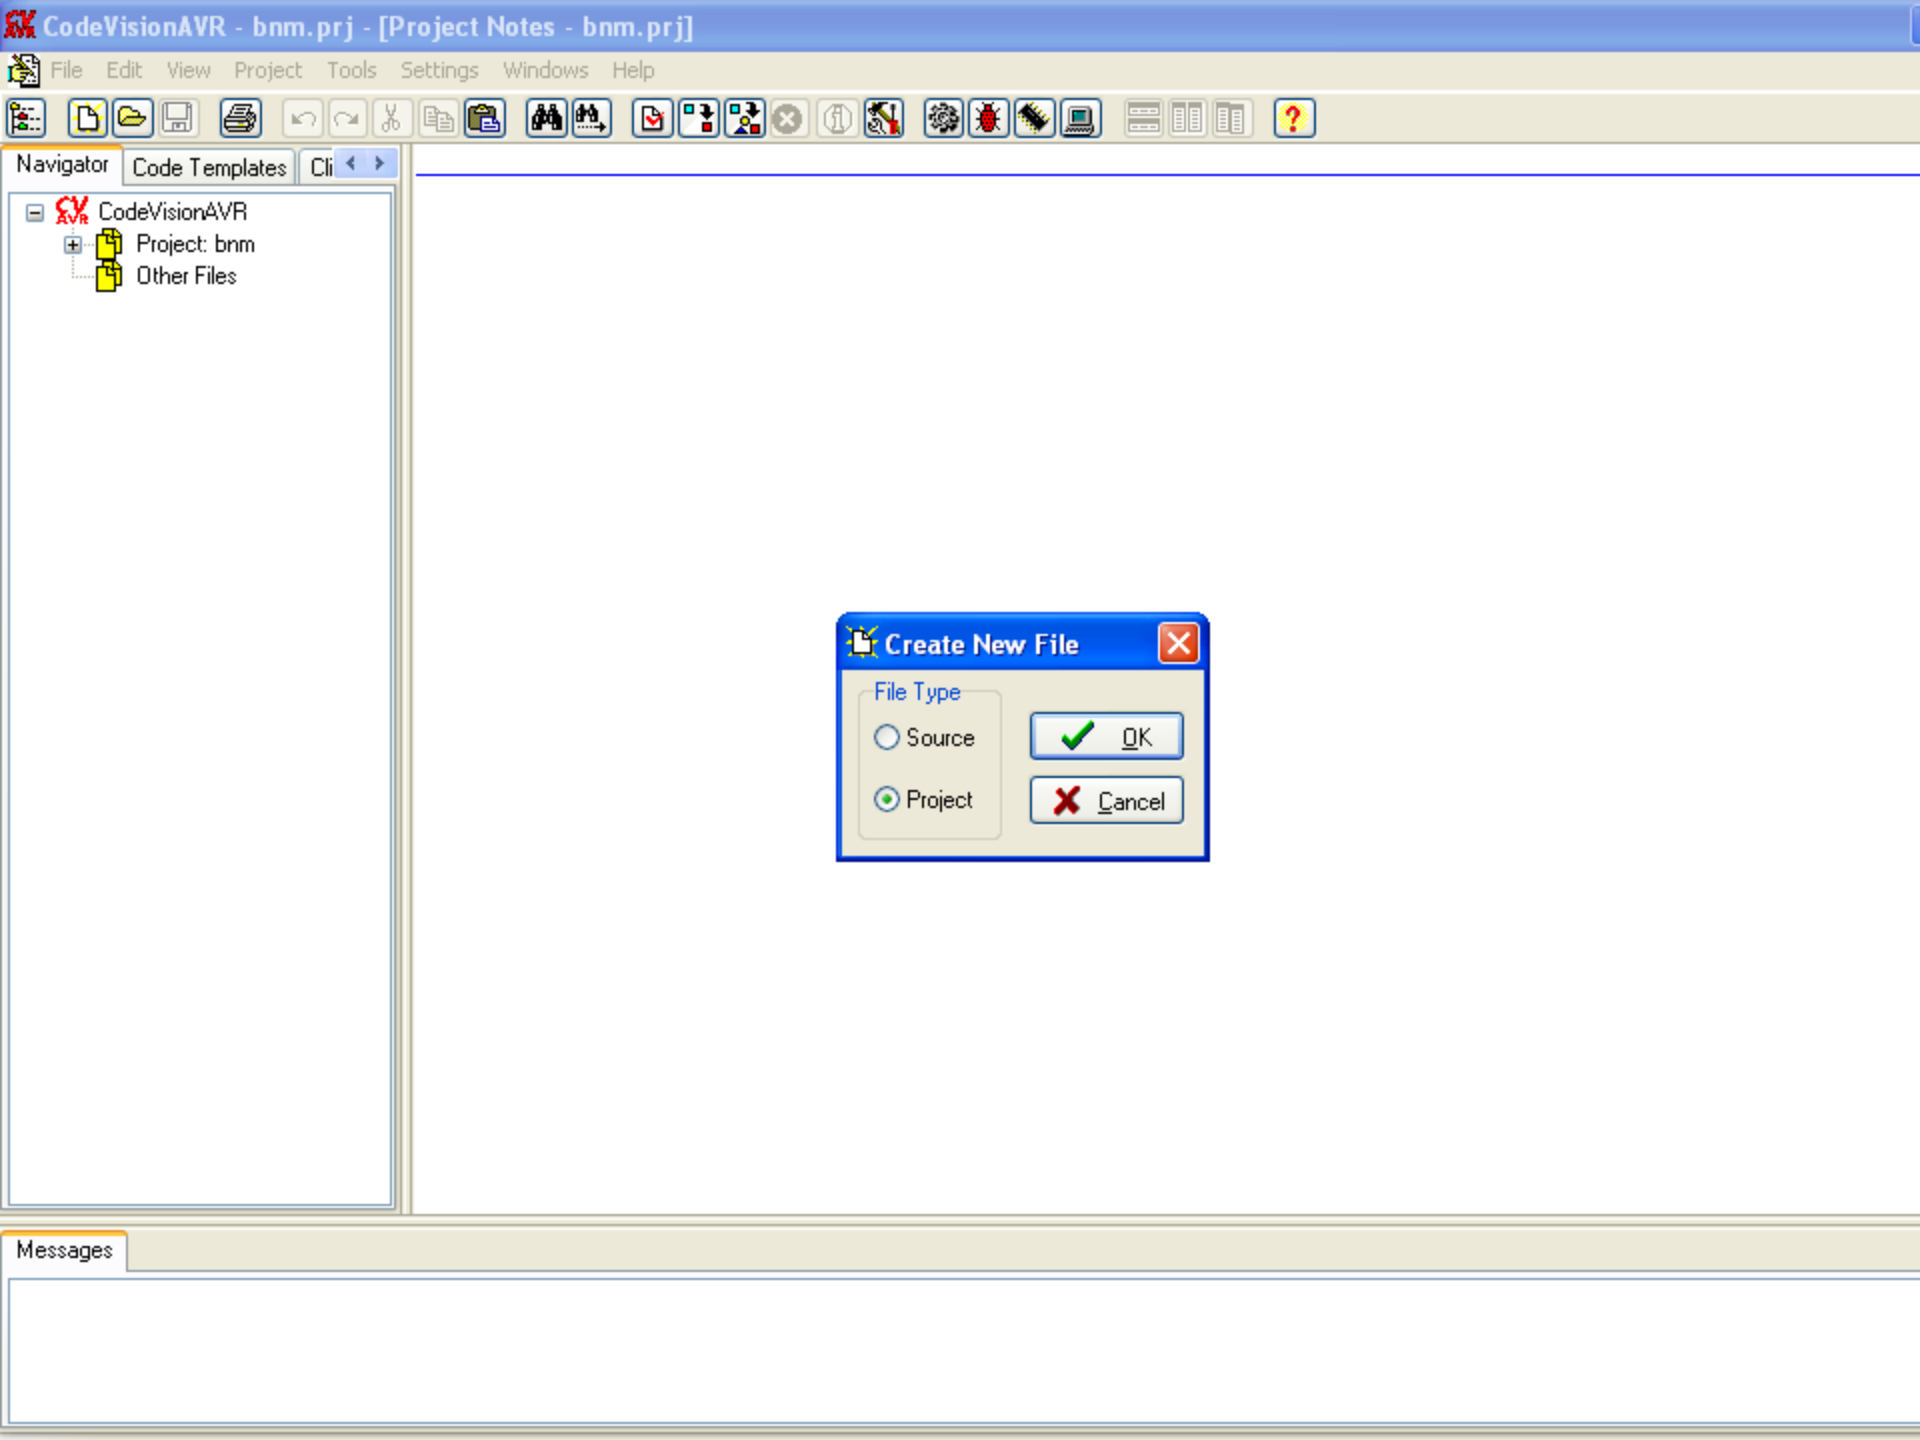 CodeVisionAVR - bnm.prj - [Project Notes - bnm.prj]
File Edit View Project Tools Settings Windows Help
Navigator Code Templates Cli
CodeVisionAVR
Project: bnm
Other Files
Create New File
File Type
Source OK
Project Cancel
Messages